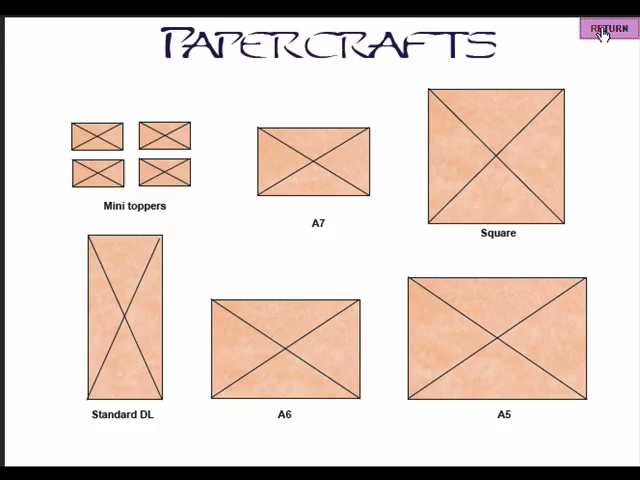 PAPERCRAFTS
RETURN
Mini toppers
A7
Square
Standard DL
A6
A5